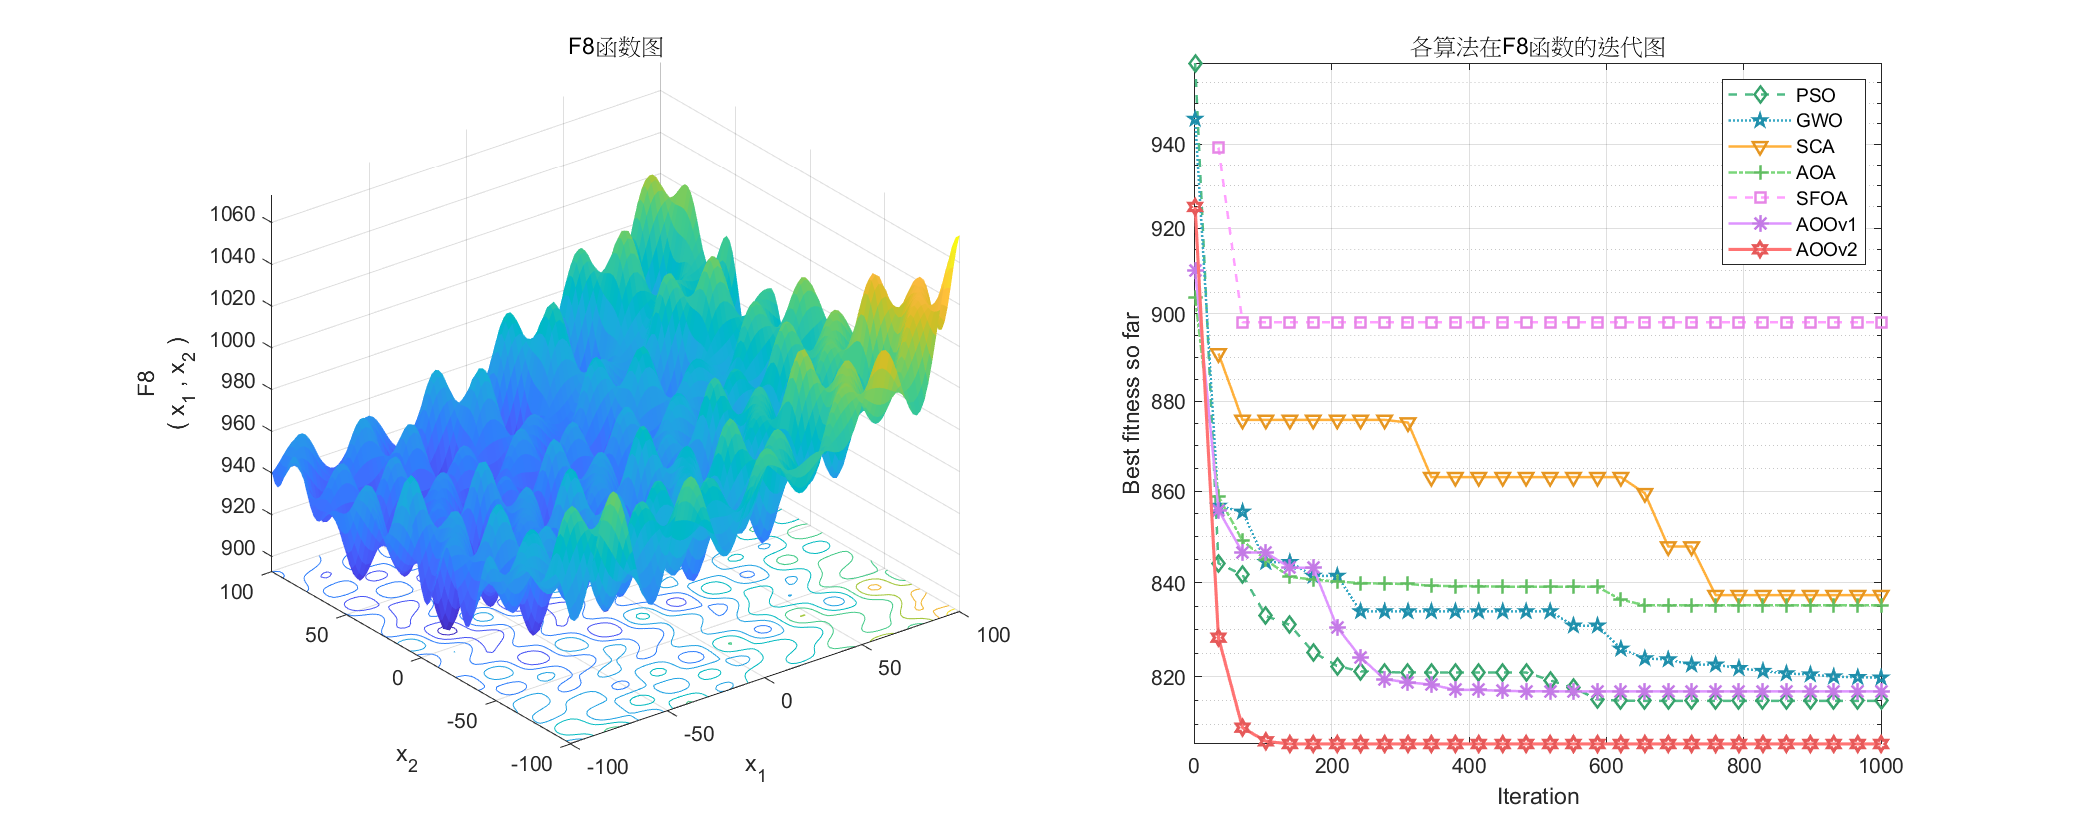 F8函数图
1060
1040
1020
1000
980
960
940
920
900
F8
( x1 , x2 )
100
50
0
-50
-100
x2
-100
-50
0
50
100
x1
各算法在F8函数的迭代图
PSO
GWO
SCA
AOA
SFOA
AOOv1
AOOv2
940
920
900
880
860
840
820
Best fitness so far
0
200
400
600
800
1000
Iteration